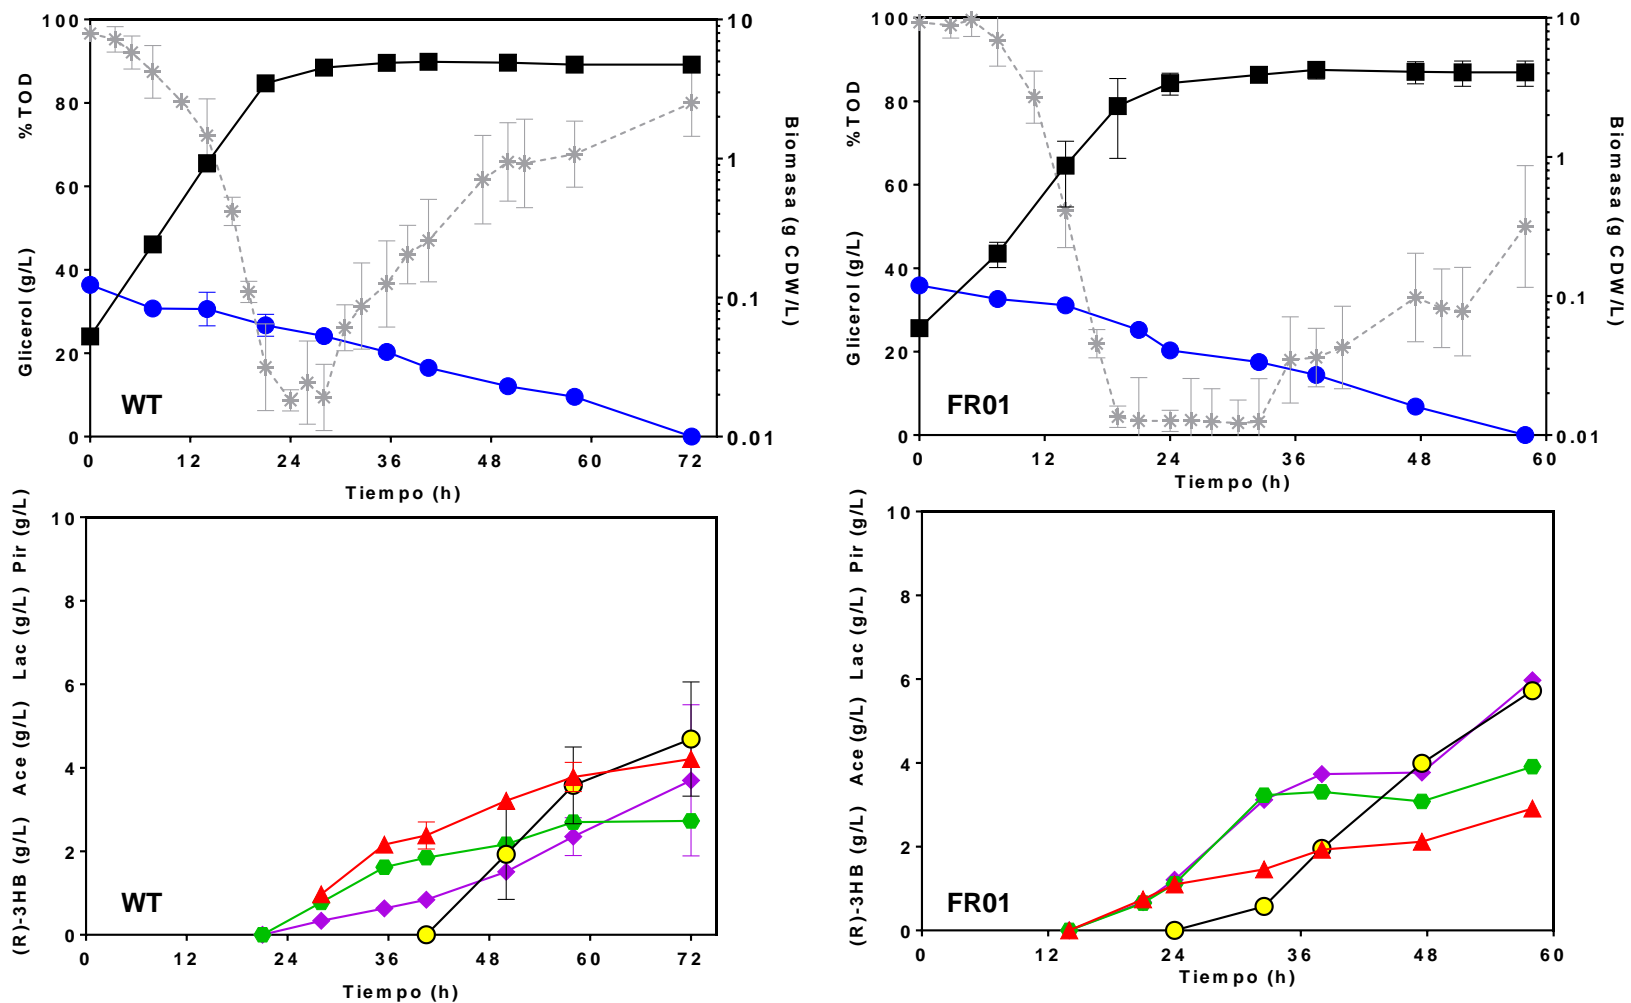 100
80
60
40
20
0
%TOD
Glicerol (g/L)
10
1
0.1
0.01
Biomasa (g CDW/L)
WT
0 12 24 36 48 60 72
Tiempo (h)
100
80
60
40
20
0
%TOD
Glicerol (g/L)
10
1
0.1
0.01
Biomasa (g CDW/L)
FR01
0 12 24 36 48 60
Tiempo (h)
(R)-3HB (g/L) Ace (g/L) Lac (g/L) Pir (g/L)
10
8
6
4
2
0
WT
0 12 24 36 48 60 72
Tiempo (h)
(R)-3HB (g/L) Ace (g/L) Lac (g/L) Pir (g/L)
10
8
6
4
2
0
FR01
0 12 24 36 48 60
Tiempo (h)